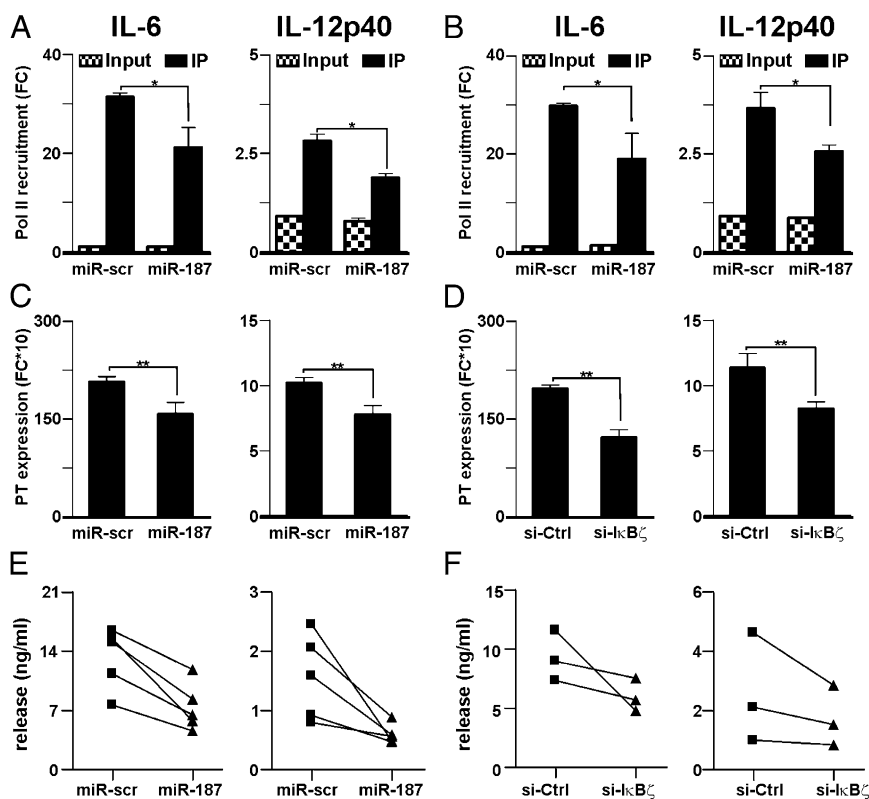 A IL-6 IL-12p40 B IL-6 IL-12p40
Input IP Input IP Input IP Input IP
Pol II recruitment (FC)
40
20
0
*
miR-scr miR-187
5
2.5
0
*
miR-scr miR-187
Pol II recruitment (FC)
40
20
0
*
miR-scr miR-187
5
2.5
0
*
miR-scr miR-187
C
PT expression (FC*10)
300
150
0
**
miR-scr miR-187
15
10
5
0
**
miR-scr miR-187
D
PT expression (FC*10)
300
150
0
**
si-Ctrl si-IκBζ
15
10
5
0
**
si-Ctrl si-IκBζ
E
release (ng/ml)
21
14
7
0
miR-scr miR-187
3
2
1
0
miR-scr miR-187
F
release (ng/ml)
15
10
5
0
si-Ctrl si-IκBζ
6
4
2
0
si-Ctrl si-IκBζ